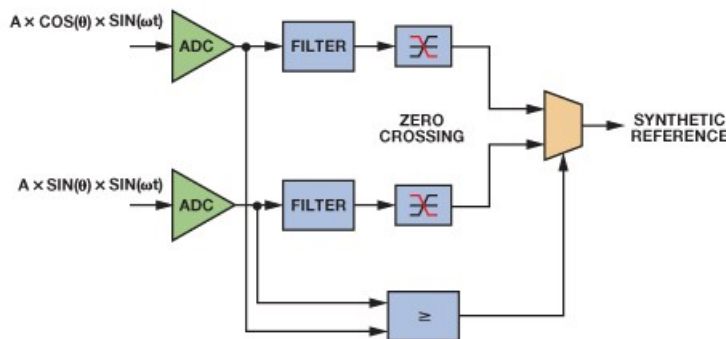 A × COS(θ) × SIN(ωt)
ADC
FILTER
ZERO
CROSSING
SYNTHETIC
REFERENCE
A × SIN(θ) × SIN(ωt)
ADC
FILTER
≥